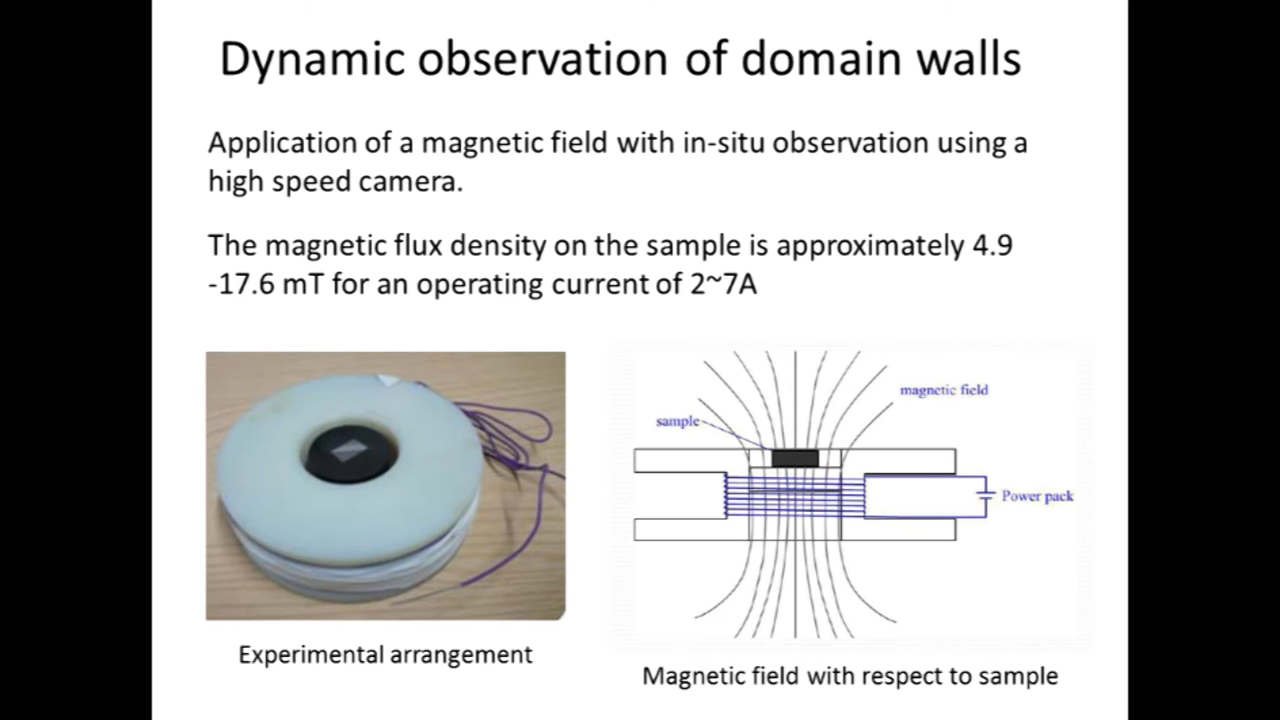 Dynamic observation of domain walls
Application of a magnetic field with in-situ observation using a
high speed camera.
The magnetic flux density on the sample is approximately 4.9
-17.6 mT for an operating current of 2~7A
magnetic field
sample
Power pack
Experimental arrangement
Magnetic field with respect to sample